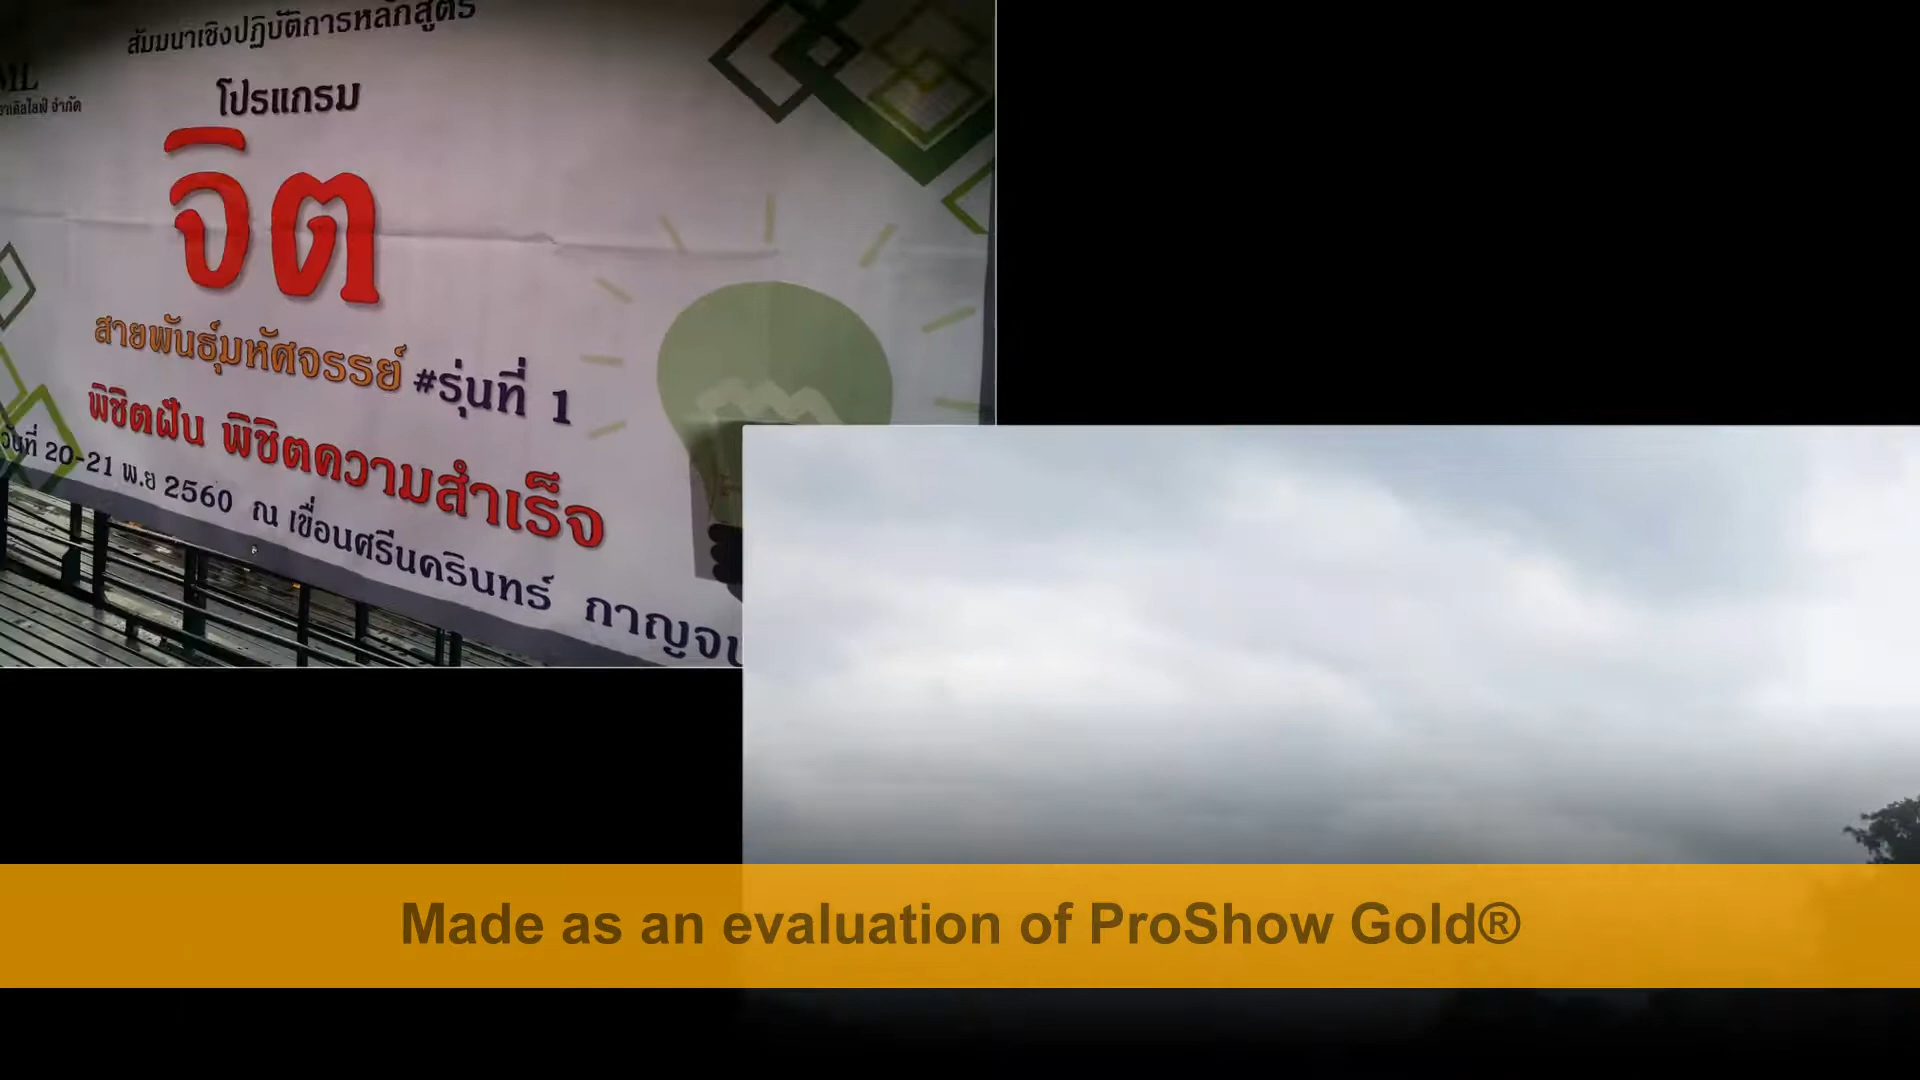 สัมมนาเชิงปฏิบัติการหลักสูตร
ML
จำกัด
โปรแกรม
จิต
สายพันธุ์มหัศจรรย์ #รุ่นที่ 1
พิชิตฝัน พิชิตความสำเร็จ
วันที่ 20-21 พ.ย 2560 ณ เขื่อนศรีนครินทร์
Made as an evaluation of ProShow Gold®